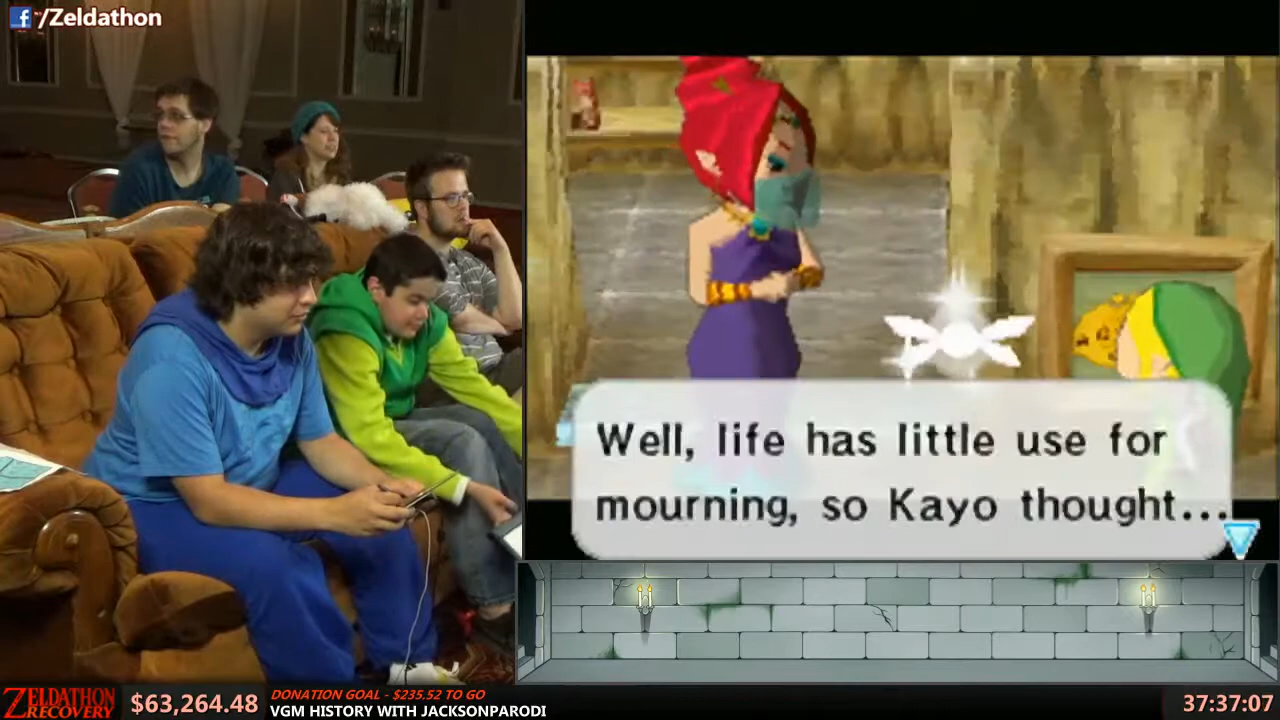 f/Zeldathon
Well, life has little use for
mourning, so Kayo thought...
ZELDATHON
RECOVERY
$63,264.48
DONATION GOAL - $235.52 TO GO
VGM HISTORY WITH JACKSONPARODI
37:37:07